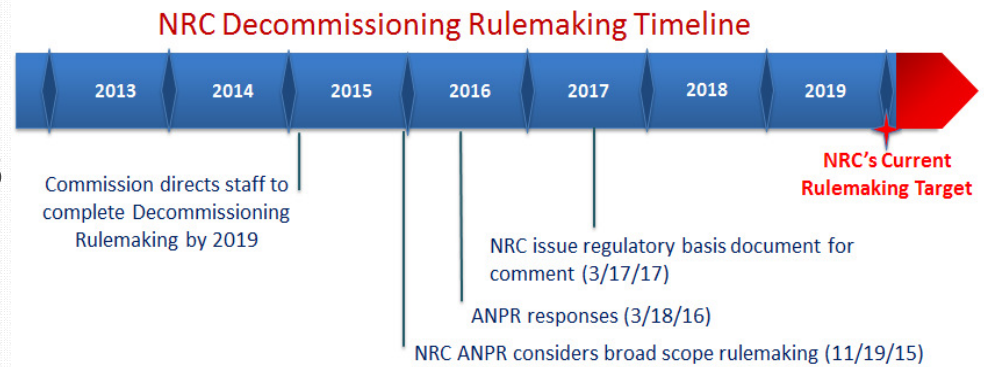 NRC Decommissioning Rulemaking Timeline
2013 2014 2015 2016 2017 2018 2019
NRC's Current
Rulemaking Target
Commission directs staff to
complete Decommissioning
Rulemaking by 2019
NRC issue regulatory basis document for
comment (3/17/17)
ANPR responses (3/18/16)
NRC ANPR considers broad scope rulemaking (11/19/15)